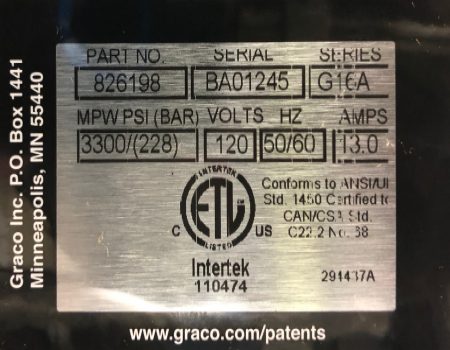 Graco Inc. P.O. Box 1441
Minneapolis, MN 55440
PART NO. SERIAL SERIES
826198 BA01245 G16A
MPW PSI (BAR) VOLTS HZ AMPS
3300/(228) 120 50/60 13.0
INTERTEK
ETL
LISTED
C US
Intertek
110474
Conforms to ANSI/UL
Std. 1450 Certified to
CAN/CSA Std.
C22.2 No. 68
291437A
www.graco.com/patents